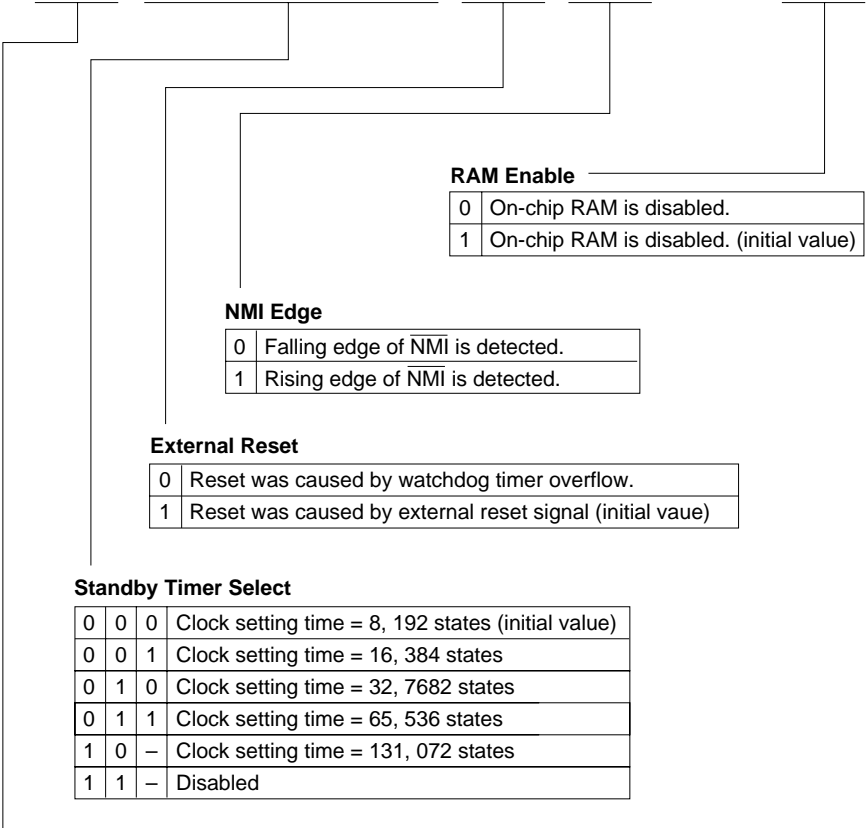 RAM Enable
0 On-chip RAM is disabled.
1 On-chip RAM is disabled. (initial value)
NMI Edge
0 Falling edge of NMI is detected.
1 Rising edge of NMI is detected.
External Reset
0 Reset was caused by watchdog timer overflow.
1 Reset was caused by external reset signal (initial vaue)
Standby Timer Select
0 0 0 Clock setting time = 8, 192 states (initial value)
0 0 1 Clock setting time = 16, 384 states
0 1 0 Clock setting time = 32, 7682 states
0 1 1 Clock setting time = 65, 536 states
1 0 – Clock setting time = 131, 072 states
1 1 – Disabled